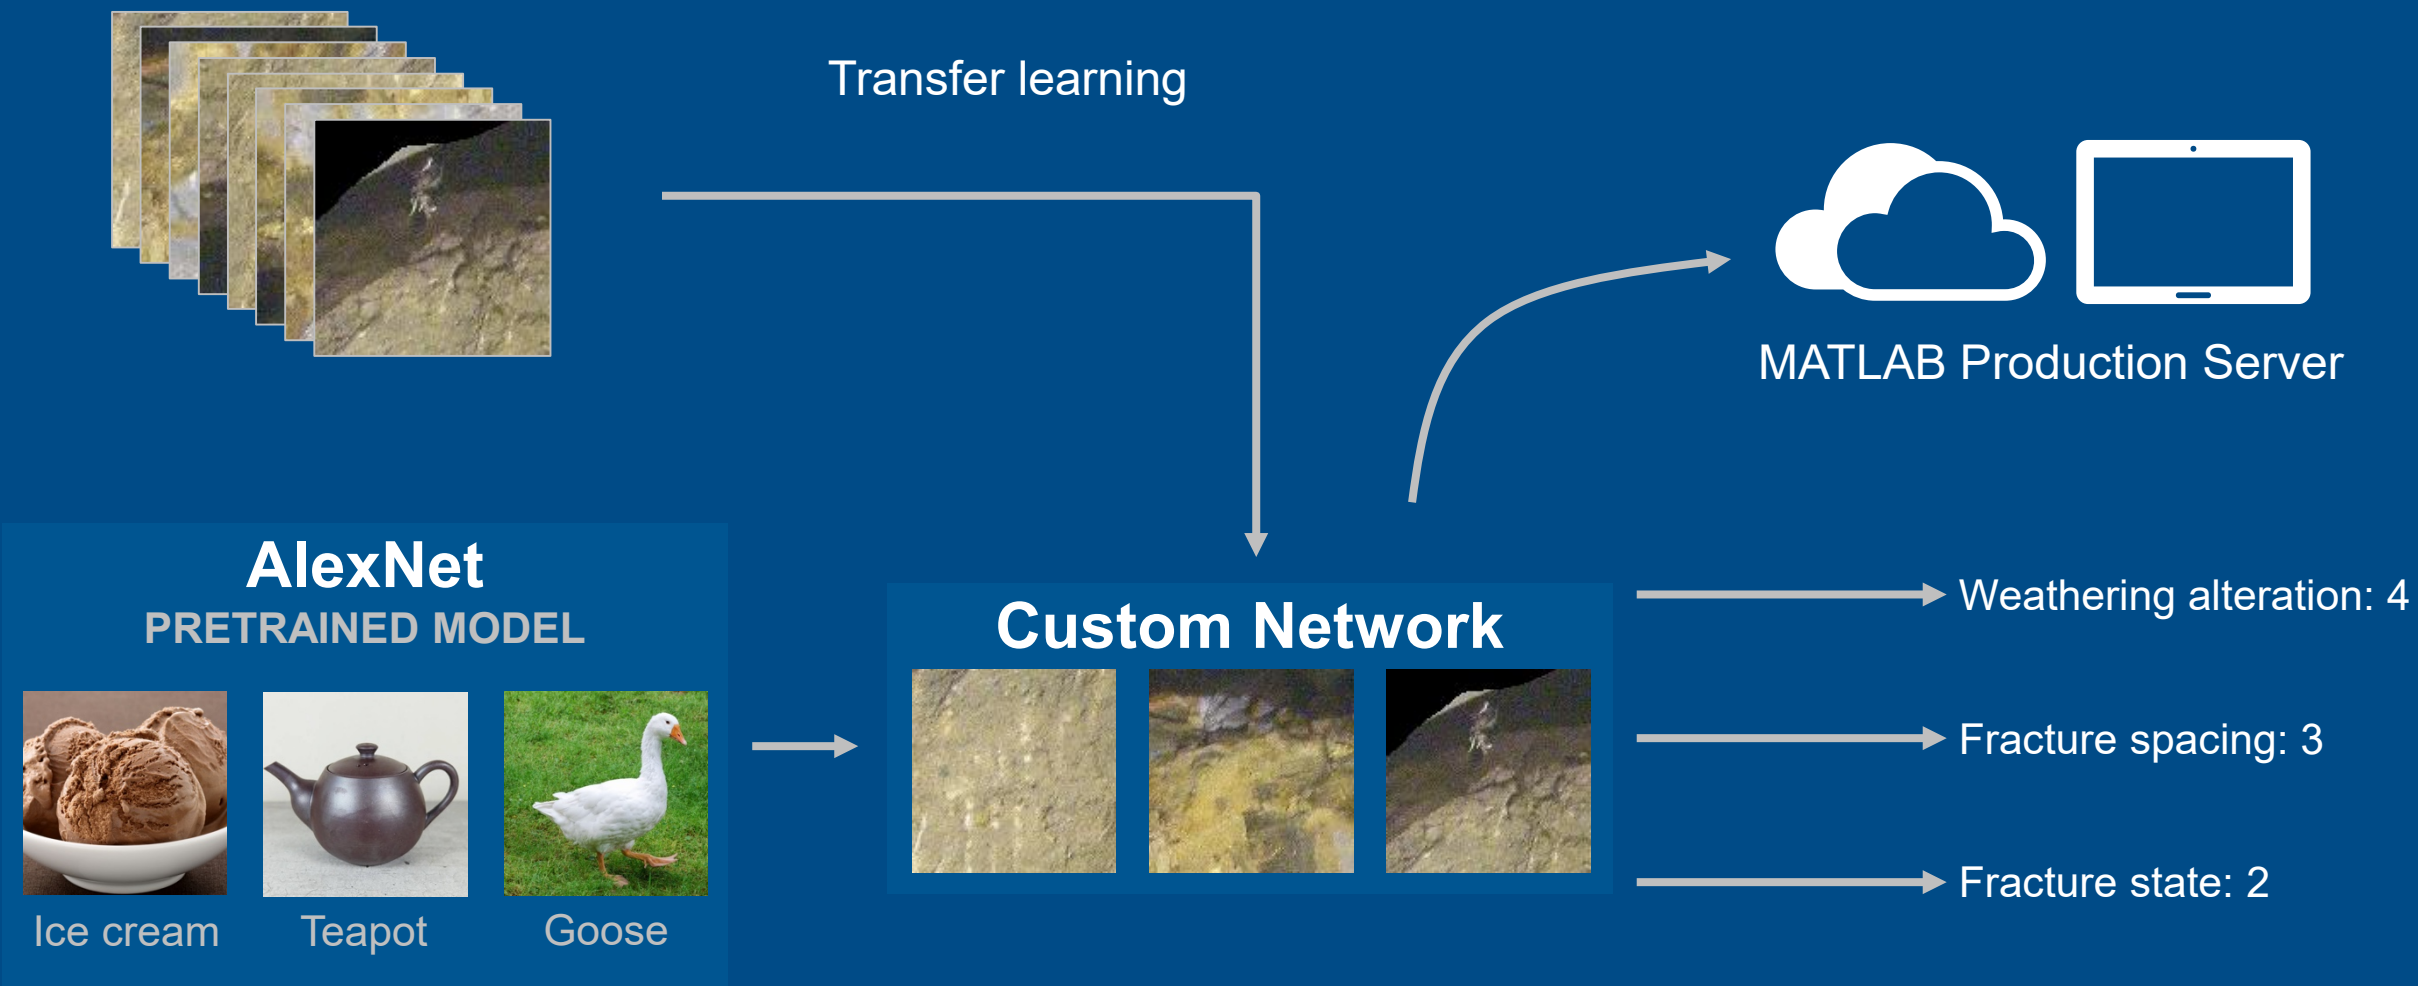 Transfer learning
MATLAB Production Server
AlexNet
PRETRAINED MODEL
Ice cream
Teapot
Goose
Custom Network
Weathering alteration: 4
Fracture spacing: 3
Fracture state: 2